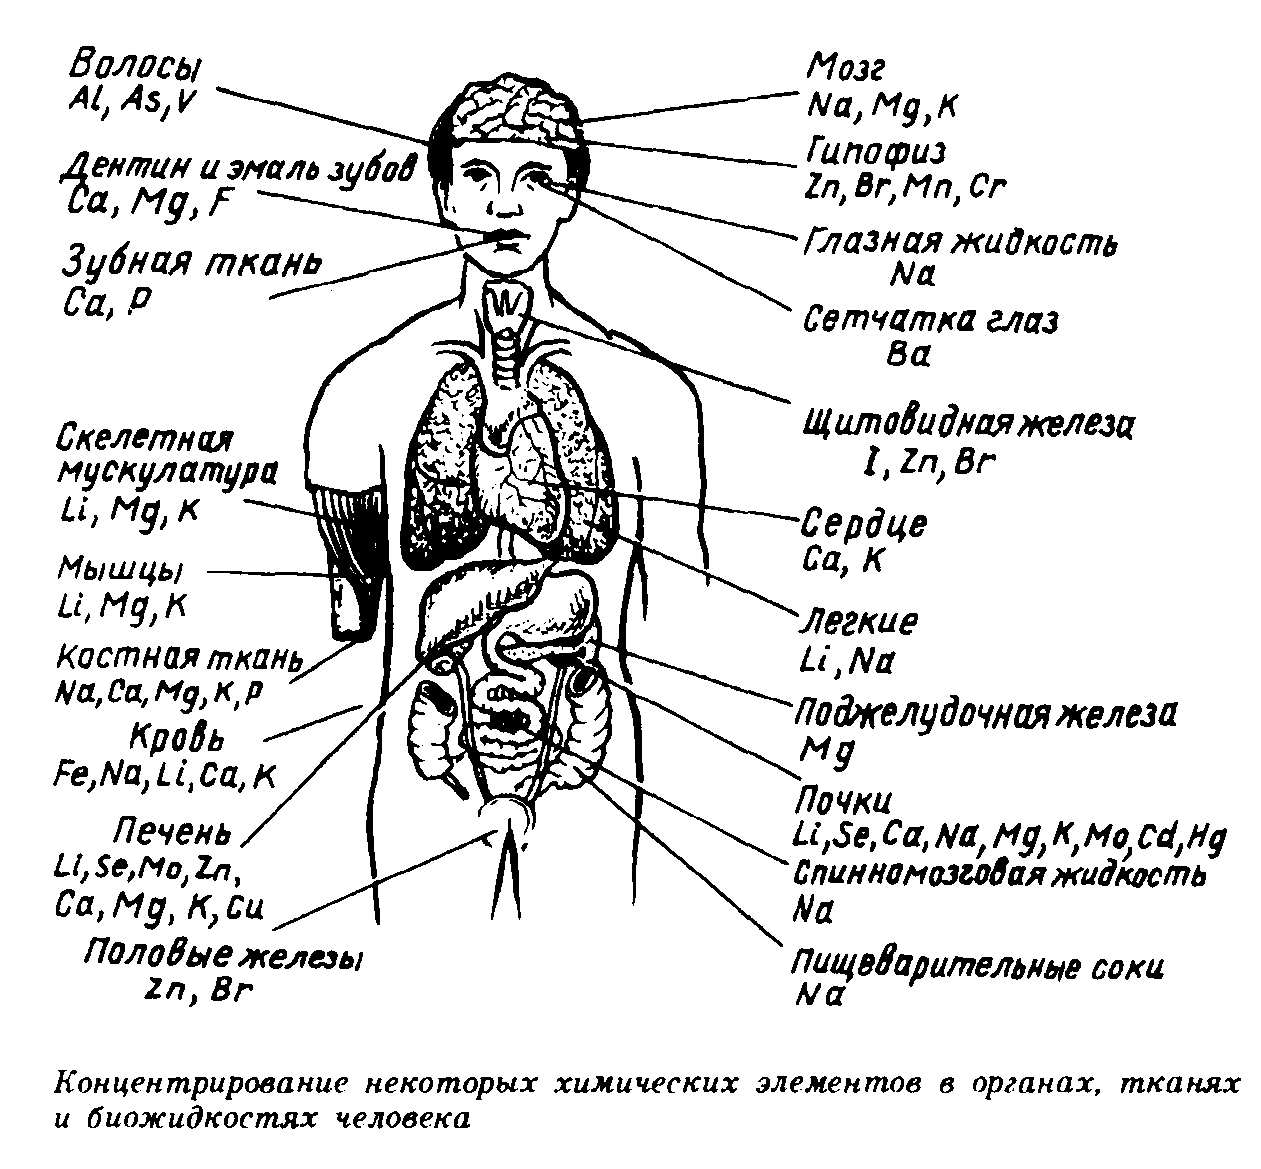 Волосы
Al, As, V
Дентин и эмаль зубов
Ca, Mg, F
Зубная ткань
Ca, P
Скелетная
мускулатура
Li, Mg, K
Мышцы
Li, Mg, K
Костная ткань
Na, Ca, Mg, K, P
Кровь
Fe, Na, Li, Ca, K
Печень
Li, Se, Mo, Zn,
Ca, Mg, K, Cu
Половые железы
Zn, Br
Мозг
Na, Mg, K
Гипофиз
Zn, Br, Mn, Cr
Глазная жидкость
Na
Сетчатка глаз
Ba
Щитовидная железа
I, Zn, Br
Сердце
Ca, K
Легкие
Li, Na
Поджелудочная железа
Mg
Почки
Li, Se, Ca, Na, Mg, K, Mo, Cd, Hg
Спинномозговая жидкость
Na
Пищеварительные соки
Na
Концентрирование некоторых химических элементов в органах, тканях
и биожидкостях человека